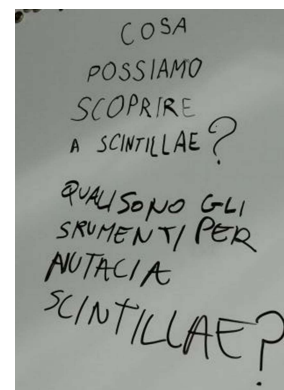 COSA
POSSIAMO
SCOPRIRE
A SCINTILLAE?
QUALI SONO GLI
SRUMENTI PER
AIUTACI A
SCINTILLAE?